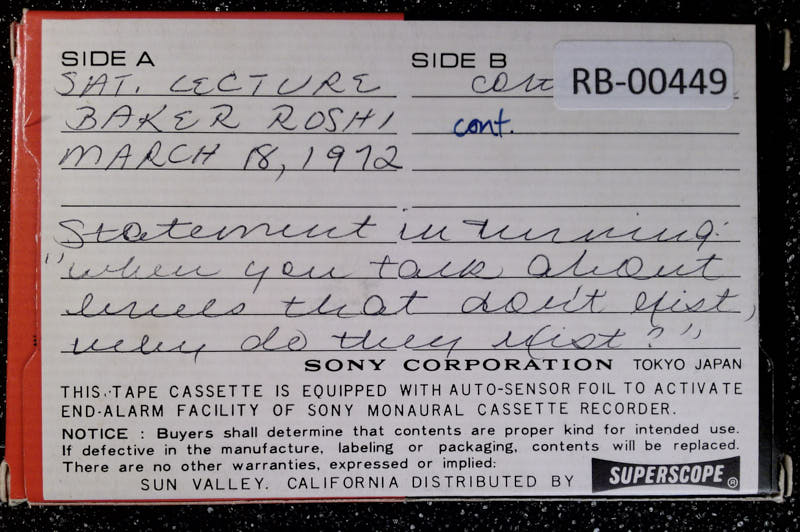 SIDE A
SAT. LECTURE
BAKER ROSHI
MARCH 18, 1972
SIDE B
cont
RB-00449
cont.
Statement in turning:
"when you talk about
levels that don't exist,
why do they exist?"
SONY CORPORATION TOKYO JAPAN
THIS TAPE CASSETTE IS EQUIPPED WITH AUTO-SENSOR FOIL TO ACTIVATE
END-ALARM FACILITY OF SONY MONAURAL CASSETTE RECORDER.
NOTICE : Buyers shall determine that contents are proper kind for intended use.
If defective in the manufacture, labeling or packaging, contents will be replaced.
There are no other warranties, expressed or implied:
SUN VALLEY. CALIFORNIA DISTRIBUTED BY SUPERSCOPE®